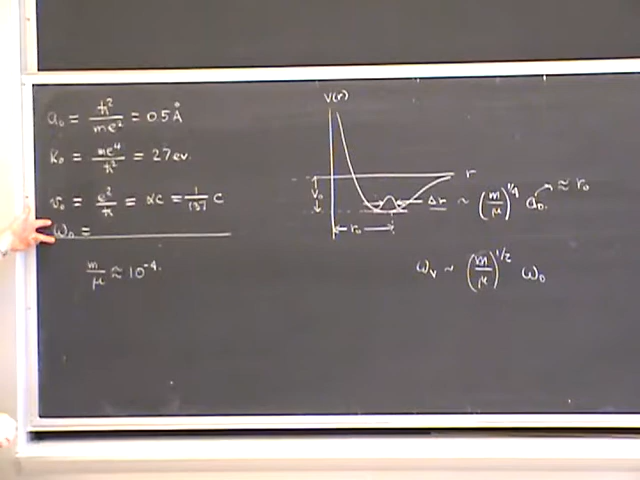 a₀ = ħ²/me² = 0.5 Å
K₀ = me⁴/ħ² = 27 ev.
v₀ = e²/ħ = αc = 1/137 c
ω₀ =
m/μ ≈ 10⁻⁴.
V(r)
r
V₀
Δr ~ (m/μ)^1/4 a₀. ≈ r₀
r₀
ω_v ~ (m/μ)^1/2 ω₀